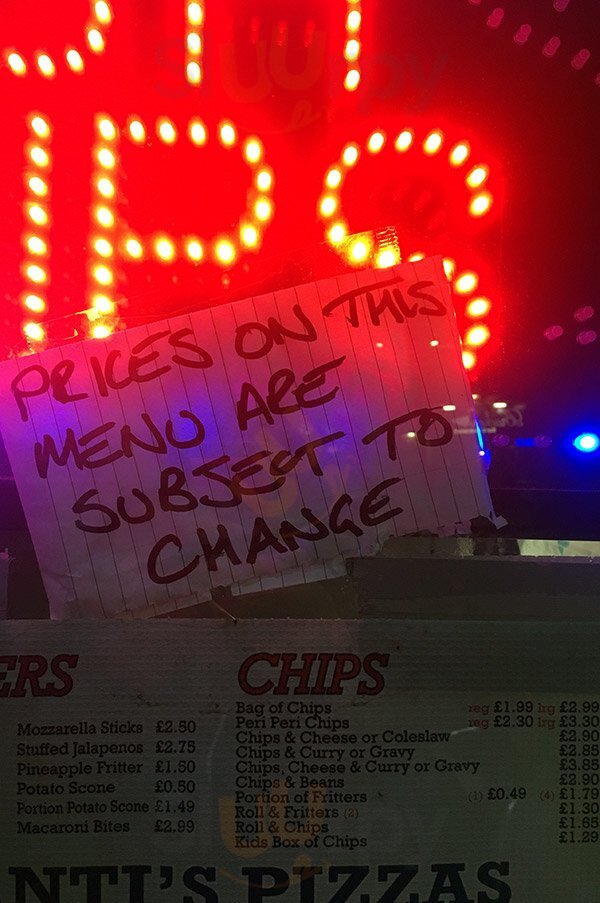 IPS
PRICES ON THIS
MENU ARE
SUBJECT TO
CHANGE
ERS
Mozzarella Sticks £2.50
Stuffed Jalapenos £2.75
Pineapple Fritter £1.50
Potato Scone £0.50
Portion Potato Scone £1.49
Macaroni Bites £2.99
CHIPS
Bag of Chips reg £1.99 lrg £2.99
Peri Peri Chips reg £2.30 lrg £3.30
Chips & Cheese or Coleslaw £2.90
Chips & Curry or Gravy £2.85
Chips, Cheese & Curry or Gravy £3.85
Chips & Beans £2.90
Portion of Fritters (1) £0.49 (4) £1.79
Roll & Fritters (2) £1.30
Roll & Chips £1.65
Kids Box of Chips £1.29
NTI'S PIZZAS